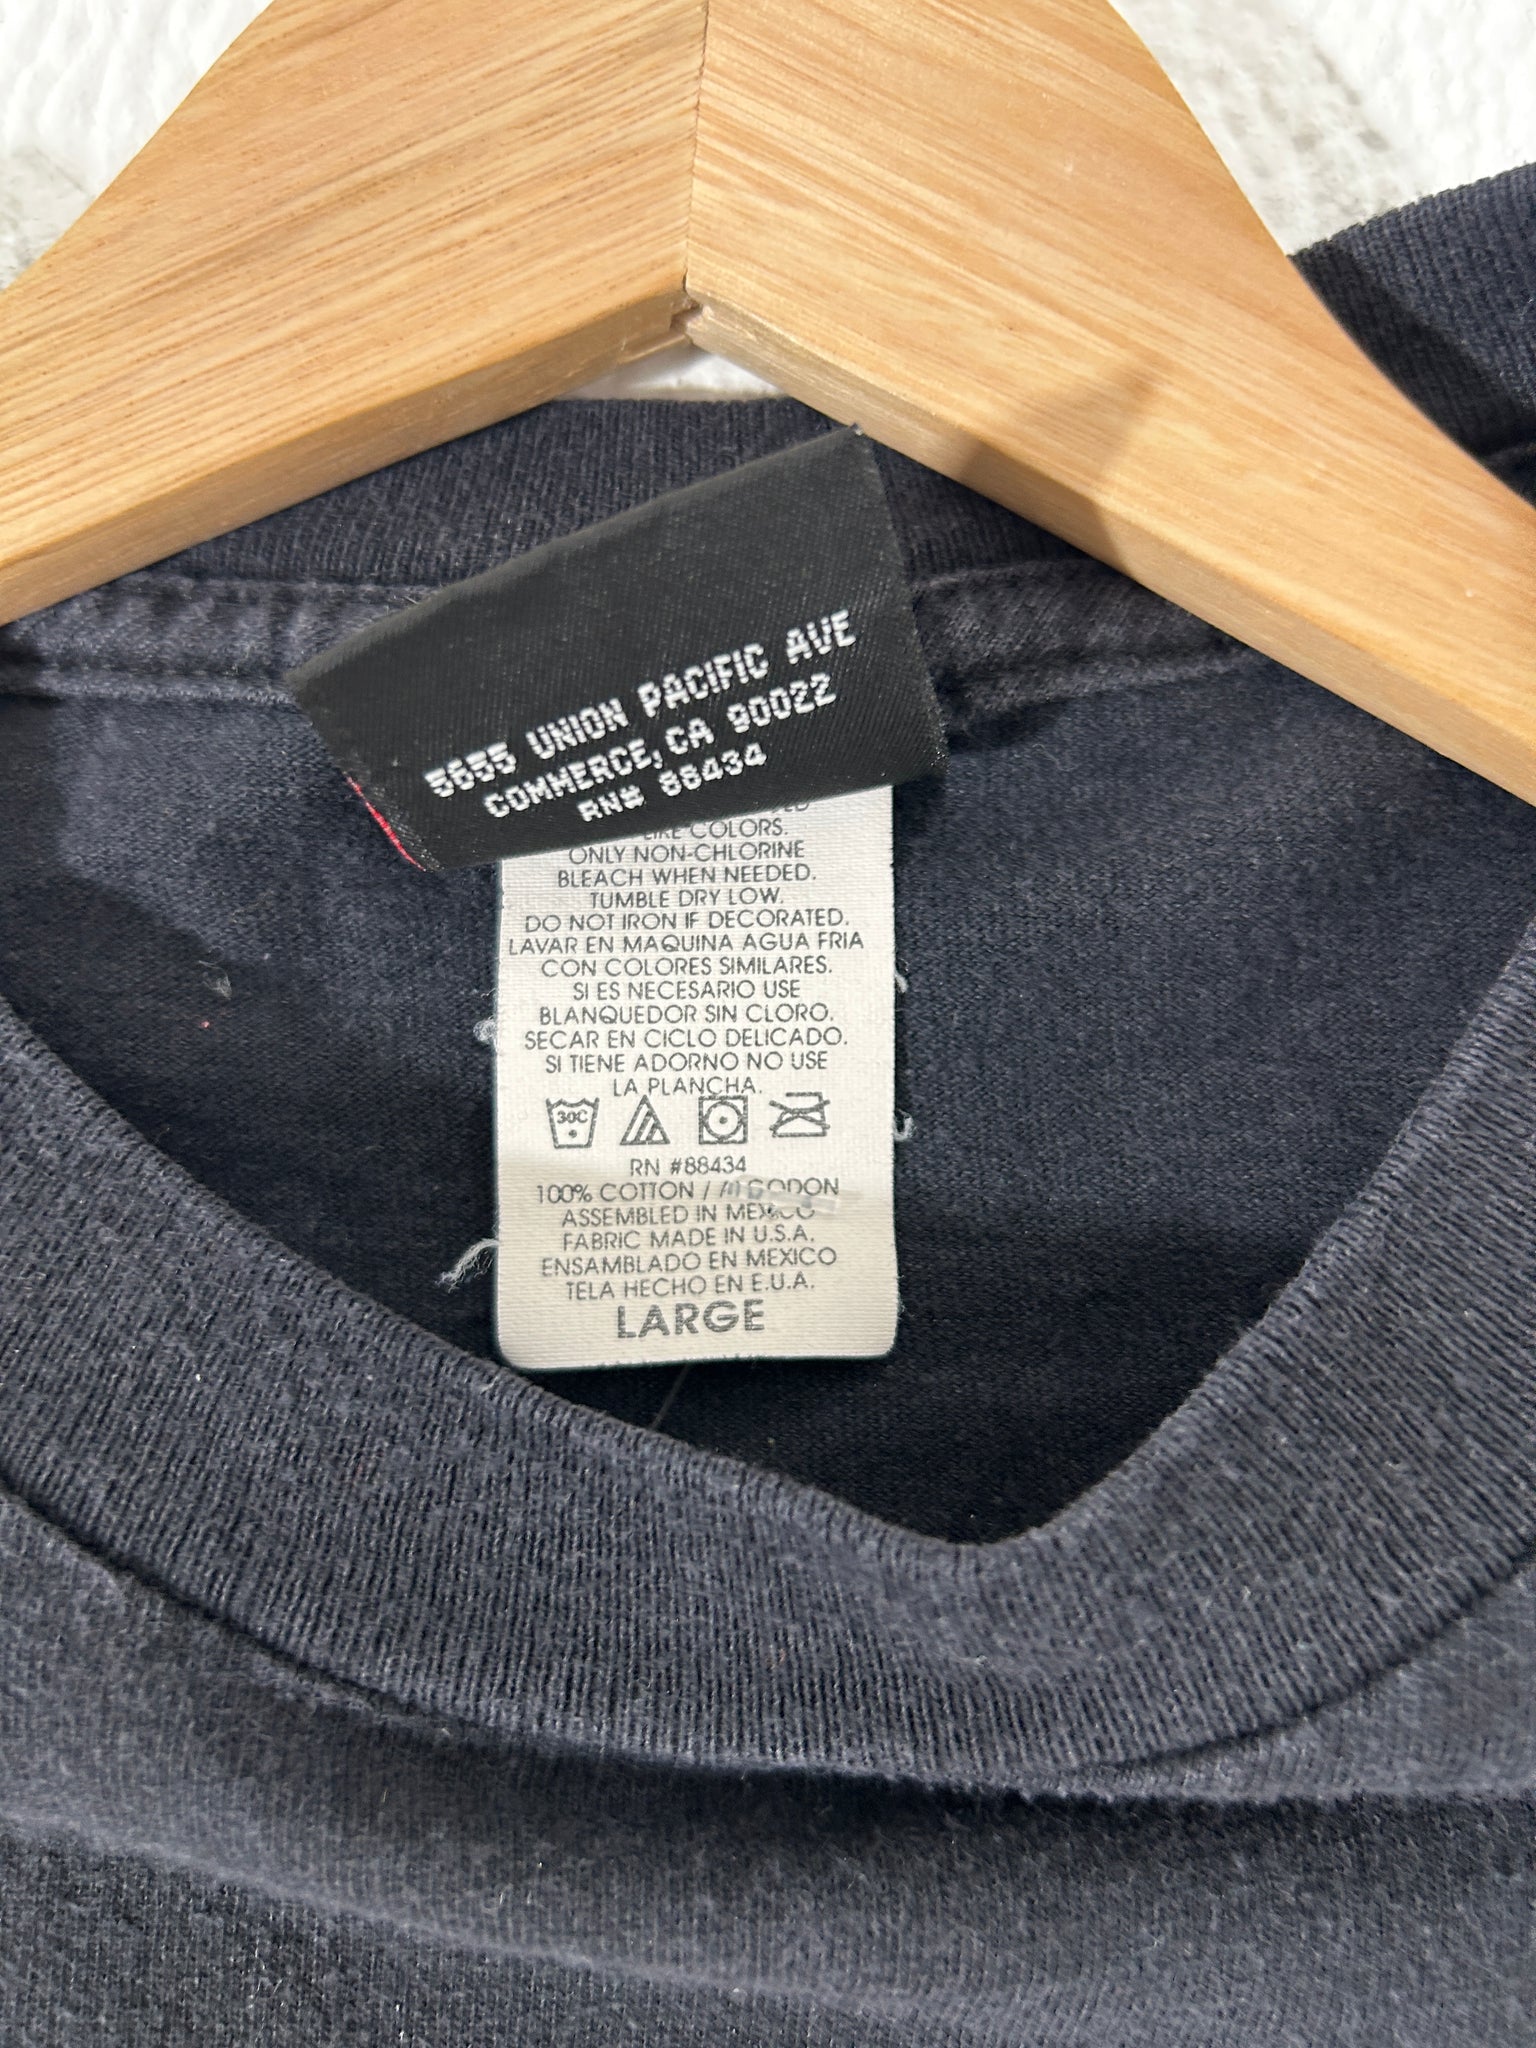 5655 UNION PACIFIC AVE
COMMERCE, CA 90022
RN# 88434
LIKE COLORS.
ONLY NON-CHLORINE
BLEACH WHEN NEEDED.
TUMBLE DRY LOW.
DO NOT IRON IF DECORATED.
LAVAR EN MAQUINA AGUA FRIA
CON COLORES SIMILARES.
SI ES NECESARIO USE
BLANQUEDOR SIN CLORO.
SECAR EN CICLO DELICADO.
SI TIENE ADORNO NO USE
LA PLANCHA.
30C
RN #88434
100% COTTON / ALGODON
ASSEMBLED IN MEXICO
FABRIC MADE IN U.S.A.
ENSAMBLADO EN MEXICO
TELA HECHO EN E.U.A.
LARGE